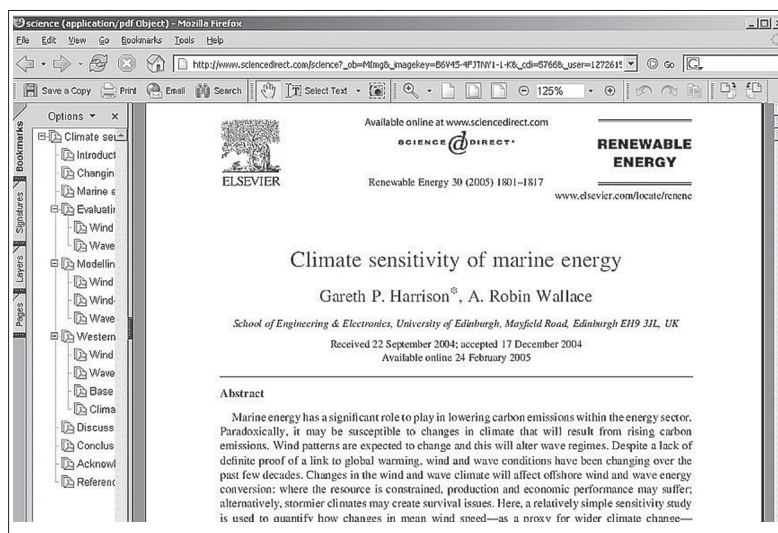 science (application/pdf Object) - Mozilla Firefox
File Edit View Go Bookmarks Tools Help
http://www.sciencedirect.com/science?_ob=MImg&_imagekey=B6V4S-4FJTNY1-1-K&_cdi=5766&_user=1272615 Go
Save a Copy Print Email Search Select Text 125%
Bookmarks
Signatures
Layers
Pages
Options x
Climate se
Introduct
Changin
Marine e
Evaluatin
Wind
Wave
Modellin
Wind
Wind-
Wave
Western
Wind
Wave
Base
Clima
Discuss
Conclus
Acknowl
Referenc
ELSEVIER
Available online at www.sciencedirect.com
SCIENCE @ DIRECT®
Renewable Energy 30 (2005) 1801–1817
RENEWABLE
ENERGY
www.elsevier.com/locate/renene
Climate sensitivity of marine energy
Gareth P. Harrison*, A. Robin Wallace
School of Engineering & Electronics, University of Edinburgh, Mayfield Road, Edinburgh EH9 3JL, UK
Received 22 September 2004; accepted 17 December 2004
Available online 24 February 2005
Abstract
Marine energy has a significant role to play in lowering carbon emissions within the energy sector.
Paradoxically, it may be susceptible to changes in climate that will result from rising carbon
emissions. Wind patterns are expected to change and this will alter wave regimes. Despite a lack of
definite proof of a link to global warming, wind and wave conditions have been changing over the
past few decades. Changes in the wind and wave climate will affect offshore wind and wave energy
conversion: where the resource is constrained, production and economic performance may suffer;
alternatively, stormier climates may create survival issues. Here, a relatively simple sensitivity study
is used to quantify how changes in mean wind speed—as a proxy for wider climate change—